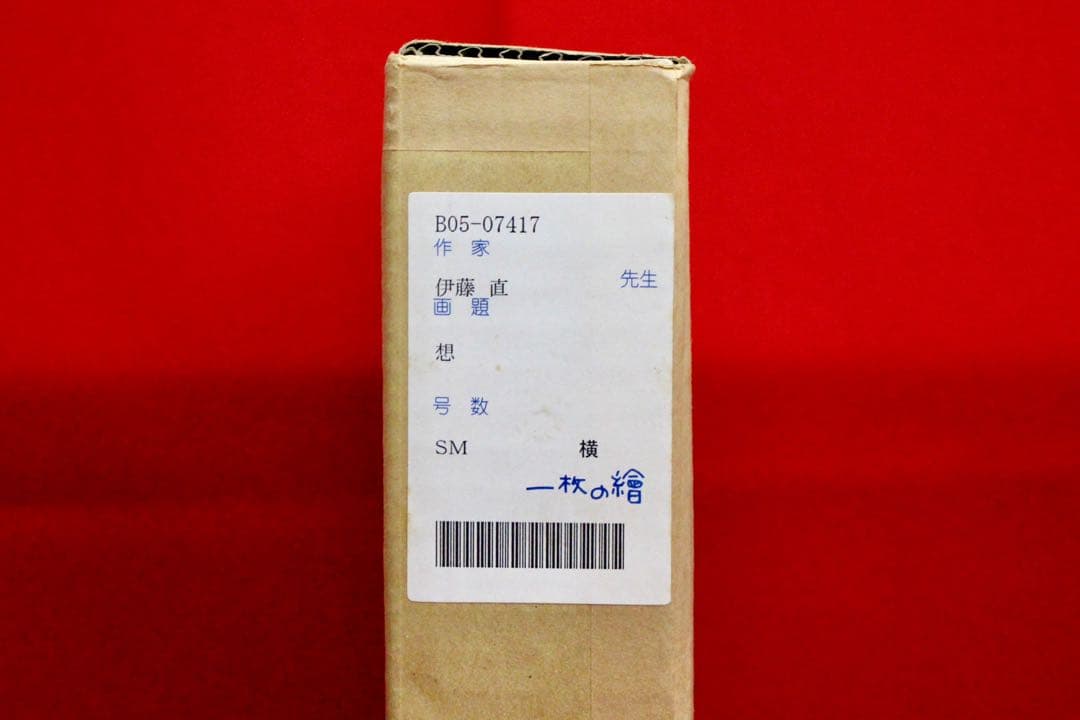 B05-07417
作 家
伊藤 直 先生
画 題
想
号 数
SM 横
一枚の繪